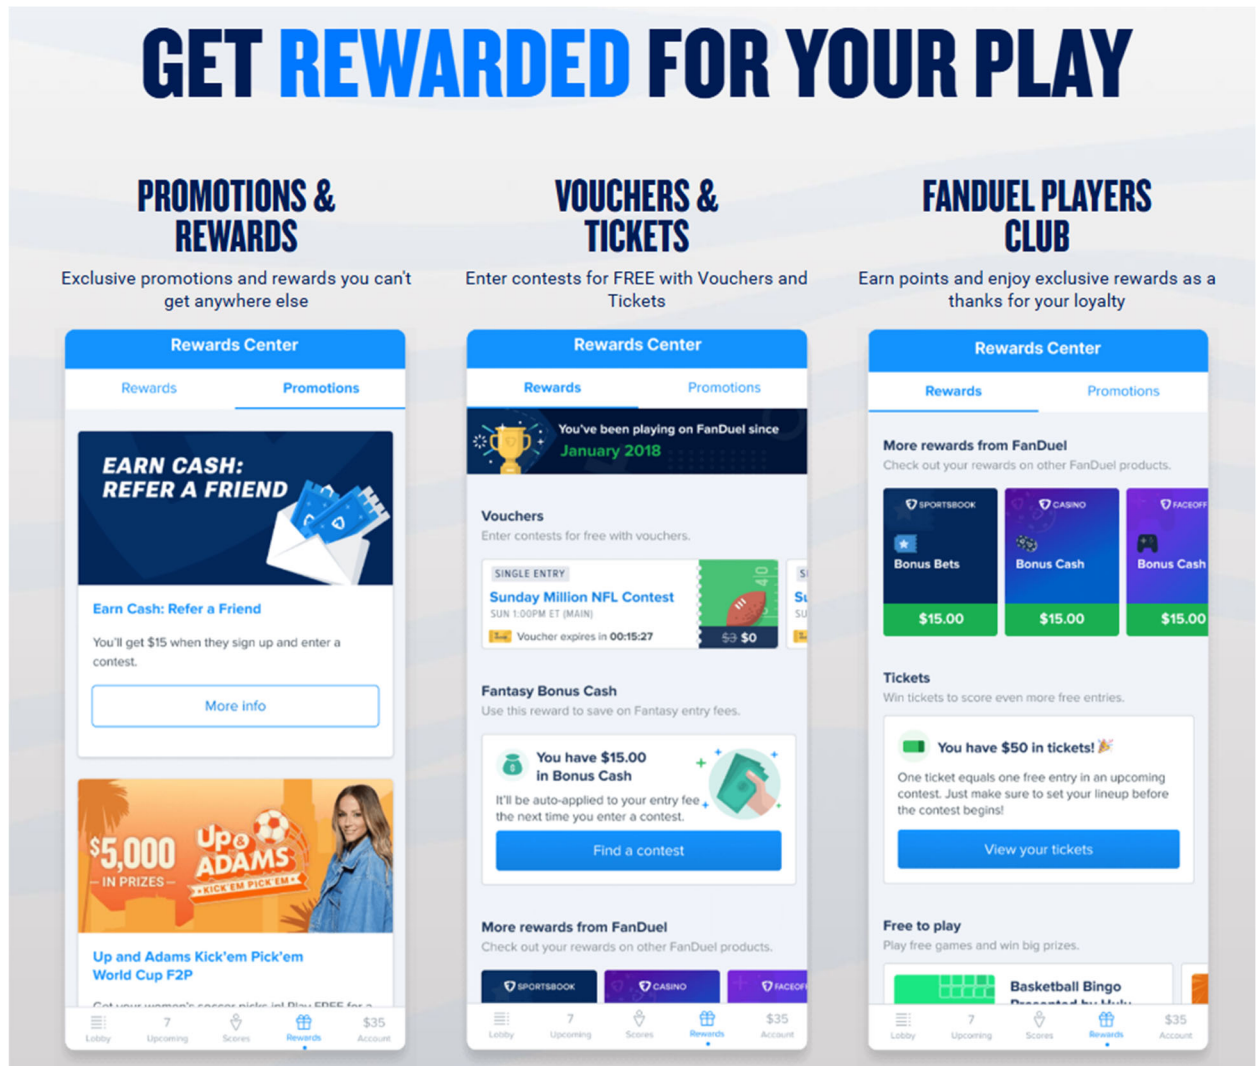 GET REWARDED FOR YOUR PLAY
PROMOTIONS &
REWARDS
Exclusive promotions and rewards you can't
get anywhere else
Rewards Center
Rewards Promotions
EARN CASH:
REFER A FRIEND
Earn Cash: Refer a Friend
You'll get $15 when they sign up and enter a
contest.
More info
$5,000
IN PRIZES
Up &
ADAMS
KICK'EM PICK'EM
Up and Adams Kick'em Pick'em
World Cup F2P
Get your women's soccer picks in! Play FREE for a
Lobby
7
Upcoming
Scores
Rewards
$35
Account
VOUCHERS &
TICKETS
Enter contests for FREE with Vouchers and
Tickets
Rewards Center
Rewards Promotions
You've been playing on FanDuel since
January 2018
Vouchers
Enter contests for free with vouchers.
SINGLE ENTRY
Sunday Million NFL Contest
SUN 1:00PM ET (MAIN)
Voucher expires in 00:15:27
40
$3 $0
Fantasy Bonus Cash
Use this reward to save on Fantasy entry fees.
You have $15.00
in Bonus Cash
It'll be auto-applied to your entry fee
the next time you enter a contest.
Find a contest
More rewards from FanDuel
Check out your rewards on other FanDuel products.
SPORTSBOOK
CASINO
FACEOFF
Lobby
7
Upcoming
Scores
Rewards
$35
Account
FANDUEL PLAYERS
CLUB
Earn points and enjoy exclusive rewards as a
thanks for your loyalty
Rewards Center
Rewards Promotions
More rewards from FanDuel
Check out your rewards on other FanDuel products.
SPORTSBOOK
Bonus Bets
$15.00
CASINO
Bonus Cash
$15.00
FACEOFF
Bonus Cash
$15.00
Tickets
Win tickets to score even more free entries.
You have $50 in tickets! 🎉
One ticket equals one free entry in an upcoming
contest. Just make sure to set your lineup before
the contest begins!
View your tickets
Free to play
Play free games and win big prizes.
Basketball Bingo
Presented by Hulu
Lobby
7
Upcoming
Scores
Rewards
$35
Account